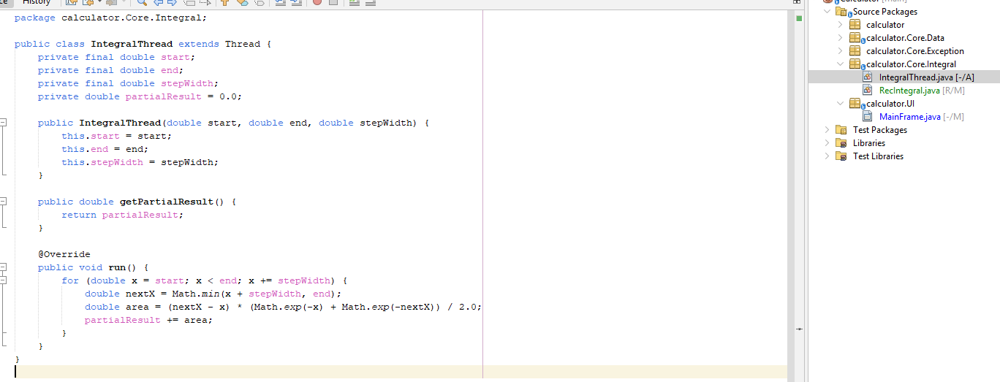 History
package calculator.Core.Integral;
public class IntegralThread extends Thread {
private final double start;
private final double end;
private final double stepWidth;
private double partialResult = 0.0;
public IntegralThread(double start, double end, double stepWidth) {
this.start = start;
this.end = end;
this.stepWidth = stepWidth;
}
public double getPartialResult() {
return partialResult;
}
@Override
public void run() {
for (double x = start; x < end; x += stepWidth) {
double nextX = Math.min(x + stepWidth, end);
double area = (nextX - x) * (Math.exp(-x) + Math.exp(-nextX)) / 2.0;
partialResult += area;
}
}
}
Source Packages
calculator
calculator.Core.Data
calculator.Core.Exception
calculator.Core.Integral
IntegralThread.java [-/A]
RecIntegral.java [R/M]
calculator.UI
MainFrame.java [-/M]
Test Packages
Libraries
Test Libraries